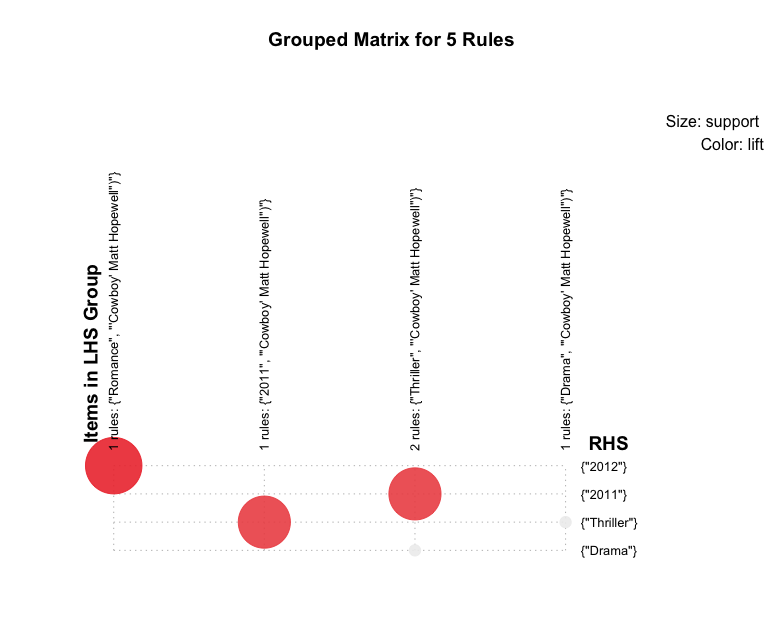 Grouped Matrix for 5 Rules
Size: support
Color: lift
Items in LHS Group
1 rules: {"Romance", "'Cowboy' Matt Hopewell")"}
1 rules: {"2011", "'Cowboy' Matt Hopewell")"}
2 rules: {"Thriller", "'Cowboy' Matt Hopewell")"}
1 rules: {"Drama", "'Cowboy' Matt Hopewell")"}
RHS
{"2012"}
{"2011"}
{"Thriller"}
{"Drama"}